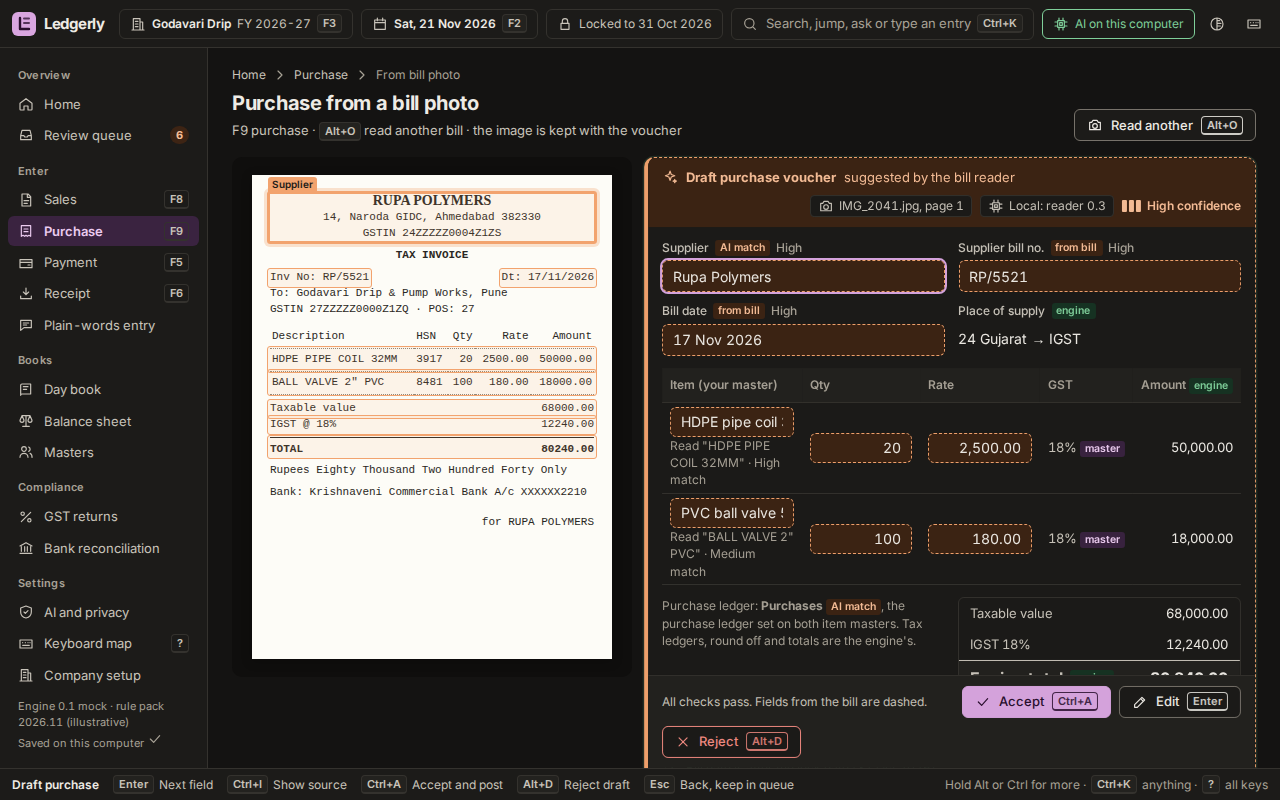 Ledgerly
Godavari Drip FY 2026-27 F3
Sat, 21 Nov 2026 F2
Locked to 31 Oct 2026
Search, jump, ask or type an entry Ctrl+K
AI on this computer
Overview
Home
Review queue 6
Enter
Sales F8
Purchase F9
Payment F5
Receipt F6
Plain-words entry
Books
Day book
Balance sheet
Masters
Compliance
GST returns
Bank reconciliation
Settings
AI and privacy
Keyboard map ?
Company setup
Engine 0.1 mock · rule pack
2026.11 (illustrative)
Saved on this computer
Home > Purchase > From bill photo
Purchase from a bill photo
F9 purchase · Alt+O read another bill · the image is kept with the voucher
Read another Alt+O
Supplier
RUPA POLYMERS
14, Naroda GIDC, Ahmedabad 382330
GSTIN 24ZZZZZ0004Z1ZS
TAX INVOICE
Inv No: RP/5521 Dt: 17/11/2026
To: Godavari Drip & Pump Works, Pune
GSTIN 27ZZZZZ0000Z1ZQ · POS: 27
Description HSN Qty Rate Amount
HDPE PIPE COIL 32MM 3917 20 2500.00 50000.00
BALL VALVE 2" PVC 8481 100 180.00 18000.00
Taxable value 68000.00
IGST @ 18% 12240.00
TOTAL 80240.00
Rupees Eighty Thousand Two Hundred Forty Only
Bank: Krishnaveni Commercial Bank A/c XXXXXX2210
for RUPA POLYMERS
Draft purchase voucher suggested by the bill reader
IMG_2041.jpg, page 1 Local: reader 0.3 High confidence
Supplier AI match High
Rupa Polymers
Supplier bill no. from bill High
RP/5521
Bill date from bill High
17 Nov 2026
Place of supply engine
24 Gujarat → IGST
Item (your master) Qty Rate GST Amount engine
HDPE pipe coil 20 2,500.00 18% master 50,000.00
Read "HDPE PIPE
COIL 32MM" · High
match
PVC ball valve 100 180.00 18% master 18,000.00
Read "BALL VALVE 2"
PVC" · Medium
match
Purchase ledger: Purchases AI match, the
purchase ledger set on both item masters. Tax
ledgers, round off and totals are the engine's.
Taxable value 68,000.00
IGST 18% 12,240.00
All checks pass. Fields from the bill are dashed.
Accept Ctrl+A
Edit Enter
Reject Alt+D
Draft purchase Enter Next field Ctrl+I Show source Ctrl+A Accept and post Alt+D Reject draft Esc Back, keep in queue
Hold Alt or Ctrl for more · Ctrl+K anything · ? all keys